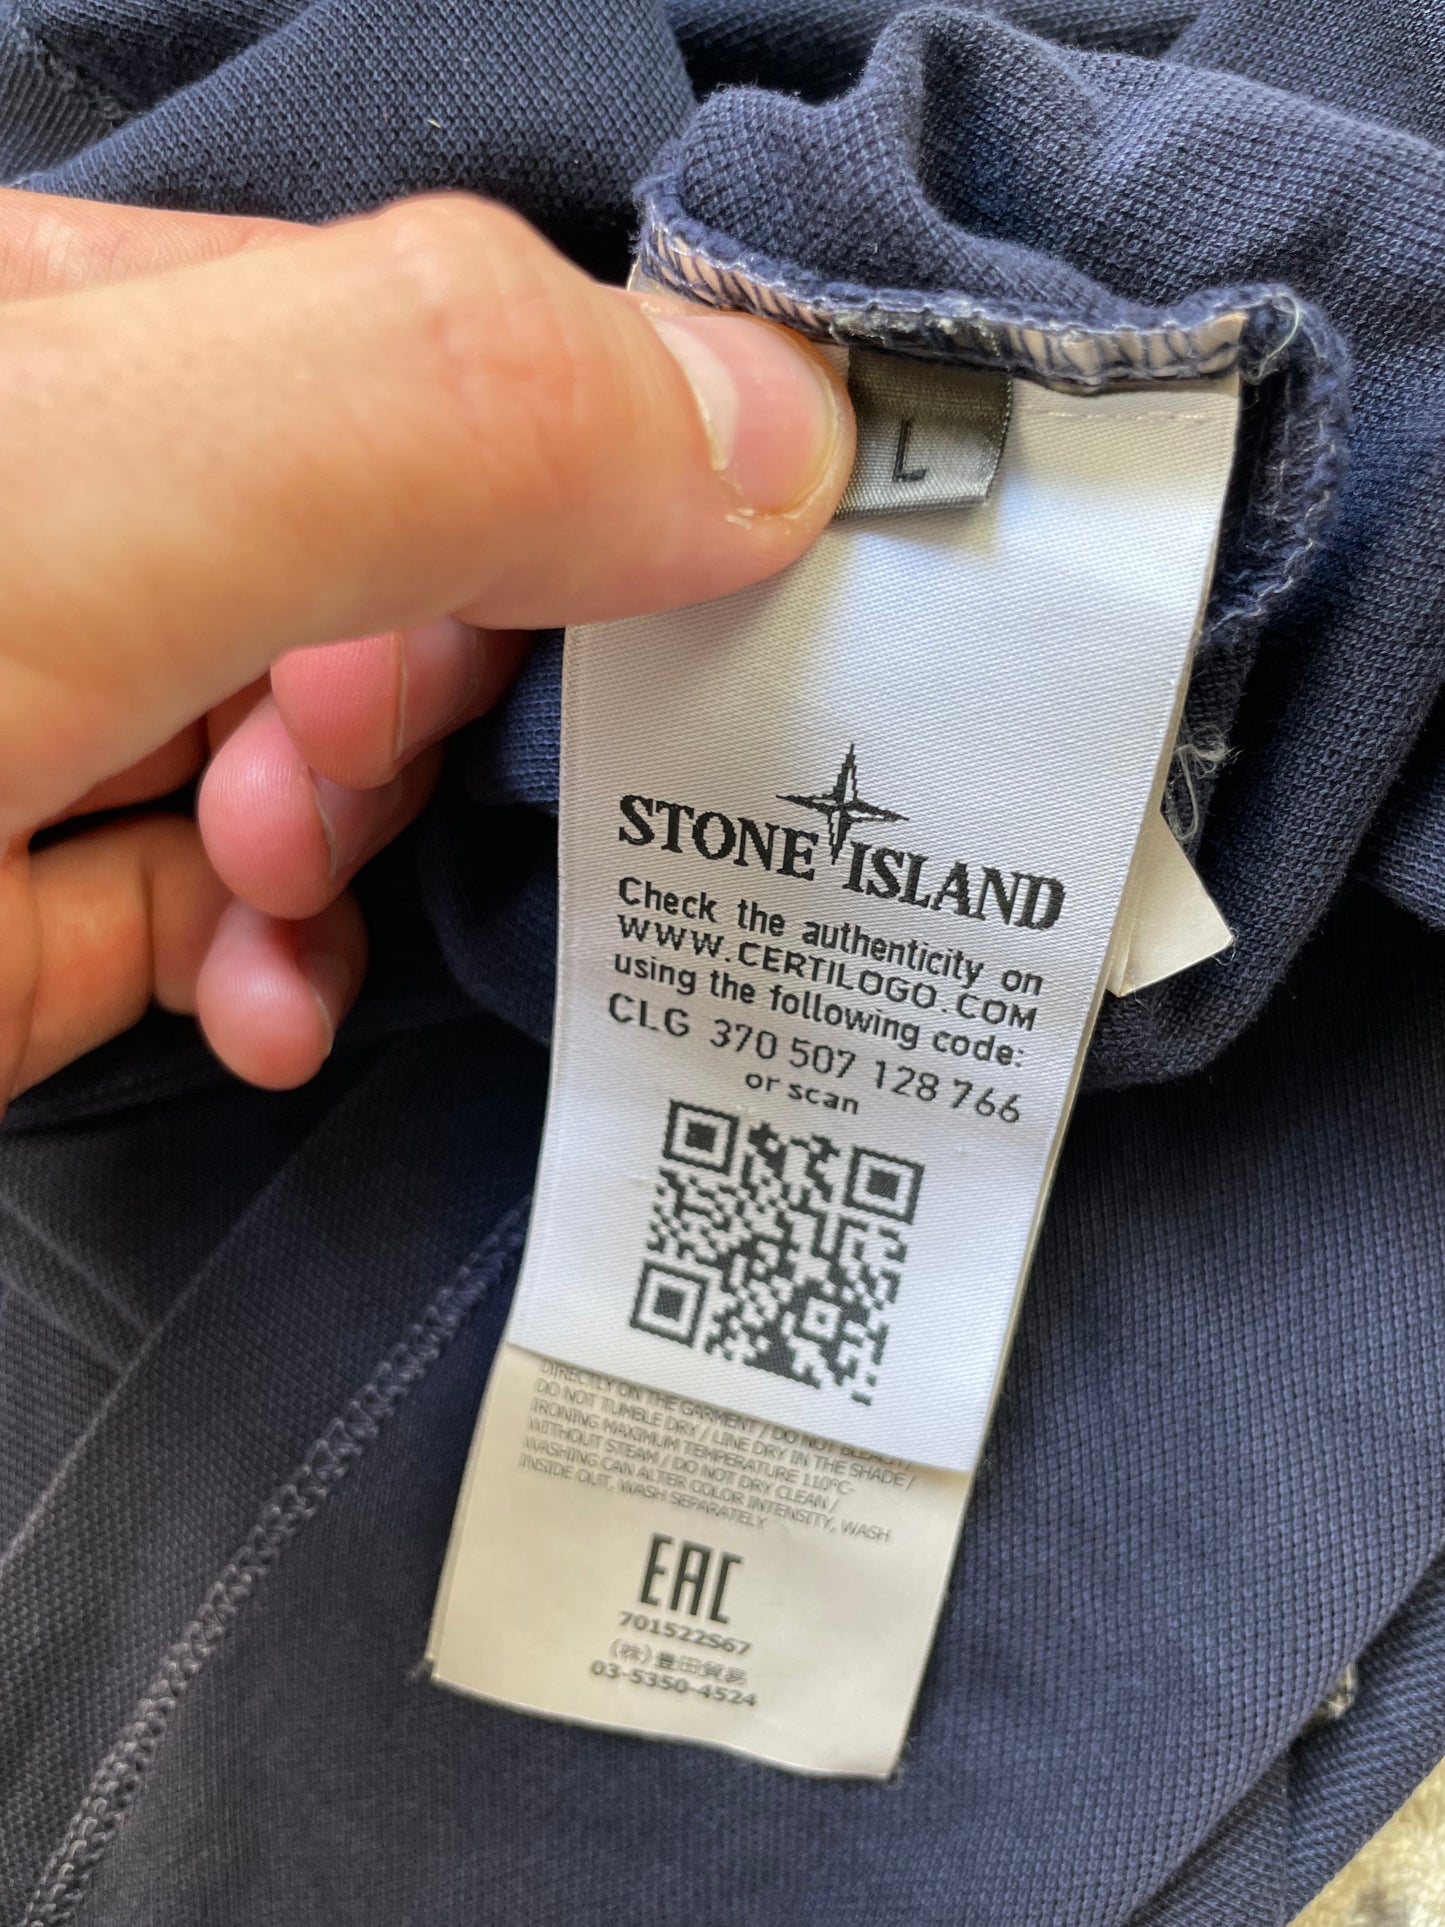 L
STONE ISLAND
Check the authenticity on
WWW.CERTILOGO.COM
using the following code:
CLG 370 507 128 766
or scan
DIRECTLY ON THE GARMENT / DO NOT BLEACH /
DO NOT TUMBLE DRY / LINE DRY IN THE SHADE /
IRONING MAXIMUM TEMPERATURE 110°C-
WITHOUT STEAM / DO NOT DRY CLEAN /
WASHING CAN ALTER COLOR INTENSITY, WASH
INSIDE OUT, WASH SEPARATELY
EAC
701522S67
(株)豊田貿易
03-5350-4524